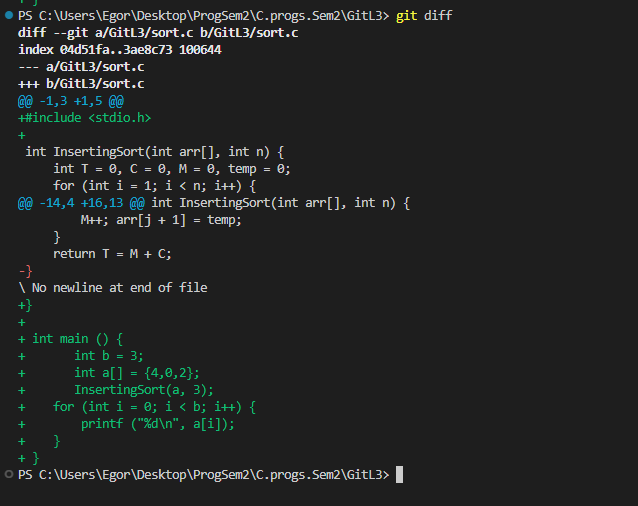 + }
PS C:\Users\Egor\Desktop\ProgSem2\C.progs.Sem2\GitL3> git diff
diff --git a/GitL3/sort.c b/GitL3/sort.c
index 04d51fa..3ae8c73 100644
--- a/GitL3/sort.c
+++ b/GitL3/sort.c
@@ -1,3 +1,5 @@
+#include <stdio.h>
+
 int InsertingSort(int arr[], int n) {
     int T = 0, C = 0, M = 0, temp = 0;
     for (int i = 1; i < n; i++) {
@@ -14,4 +16,13 @@ int InsertingSort(int arr[], int n) {
         M++; arr[j + 1] = temp;
     }
     return T = M + C;
-}
\ No newline at end of file
+}
+
+ int main () {
+       int b = 3;
+       int a[] = {4,0,2};
+       InsertingSort(a, 3);
+    for (int i = 0; i < b; i++) {
+        printf ("%d\n", a[i]);
+    }
+ }
PS C:\Users\Egor\Desktop\ProgSem2\C.progs.Sem2\GitL3>